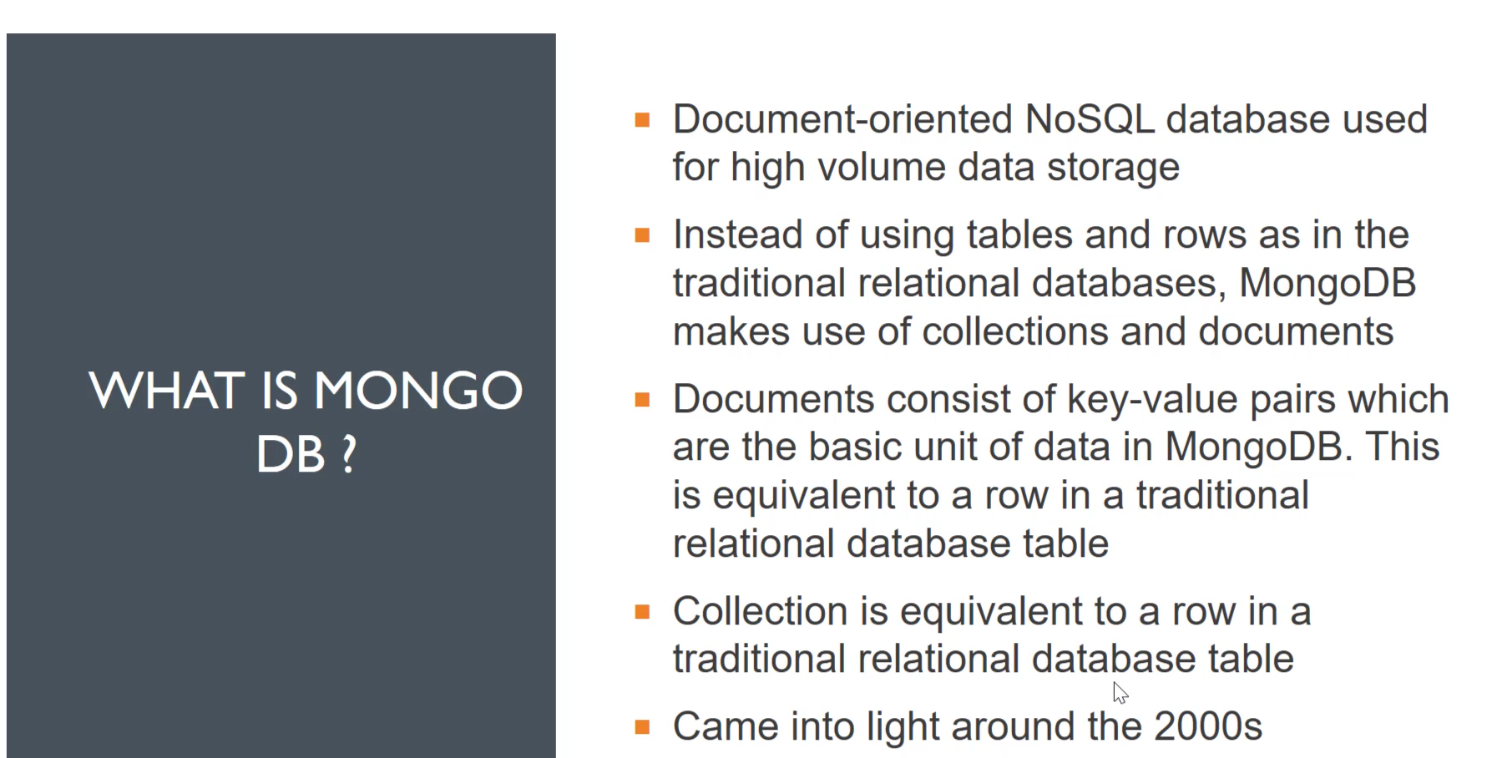 WHAT IS MONGO
DB ?
Document-oriented NoSQL database used
for high volume data storage
Instead of using tables and rows as in the
traditional relational databases, MongoDB
makes use of collections and documents
Documents consist of key-value pairs which
are the basic unit of data in MongoDB. This
is equivalent to a row in a traditional
relational database table
Collection is equivalent to a row in a
traditional relational database table
Came into light around the 2000s